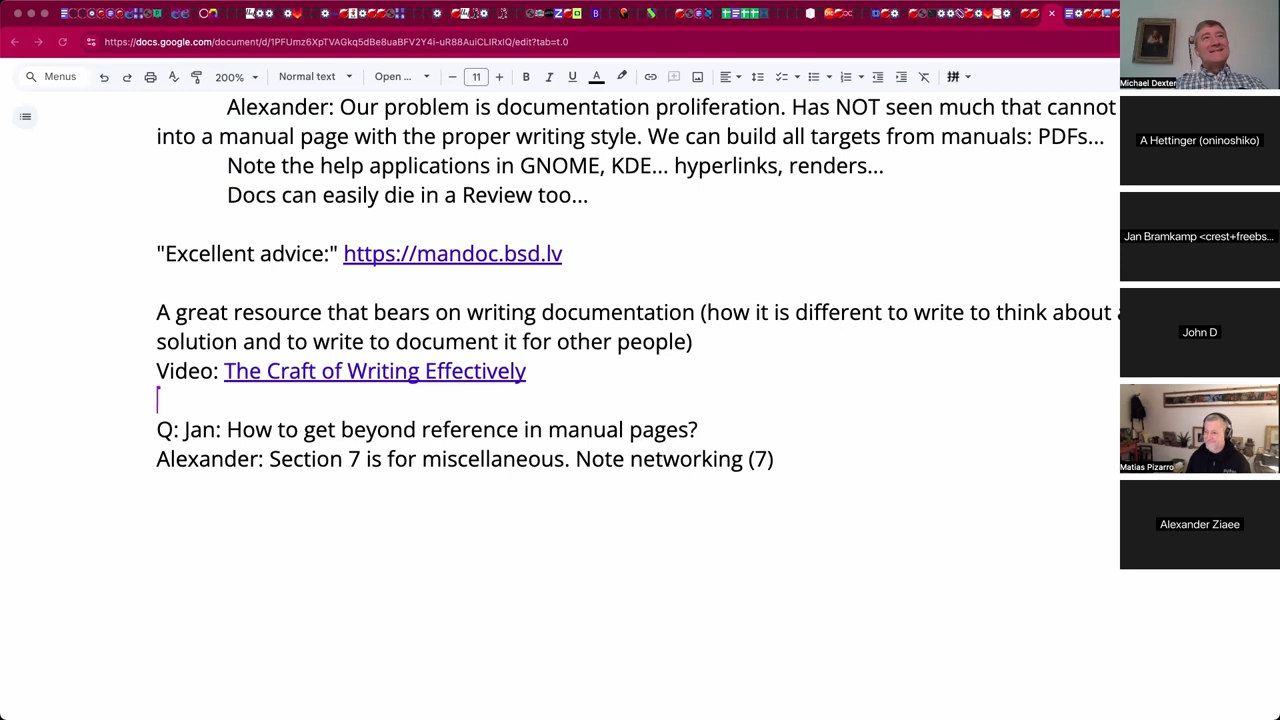 https://docs.google.com/document/d/1PFUmz6XpTVAGkq5dBe8uaBFV2Y4i-uR88AuiCLIRxIQ/edit?tab=t.0
Menus 200% Normal text Open ... 11 B I U A
Alexander: Our problem is documentation proliferation. Has NOT seen much that cannot
into a manual page with the proper writing style. We can build all targets from manuals: PDFs...
Note the help applications in GNOME, KDE... hyperlinks, renders...
Docs can easily die in a Review too...
"Excellent advice:" https://mandoc.bsd.lv
A great resource that bears on writing documentation (how it is different to write to think about a
solution and to write to document it for other people)
Video: The Craft of Writing Effectively
Q: Jan: How to get beyond reference in manual pages?
Alexander: Section 7 is for miscellaneous. Note networking (7)
Michael Dexter
A Hettinger (oninoshiko)
Jan Bramkamp <crest+freebs...
John D
Matias Pizarro
Alexander Ziaee